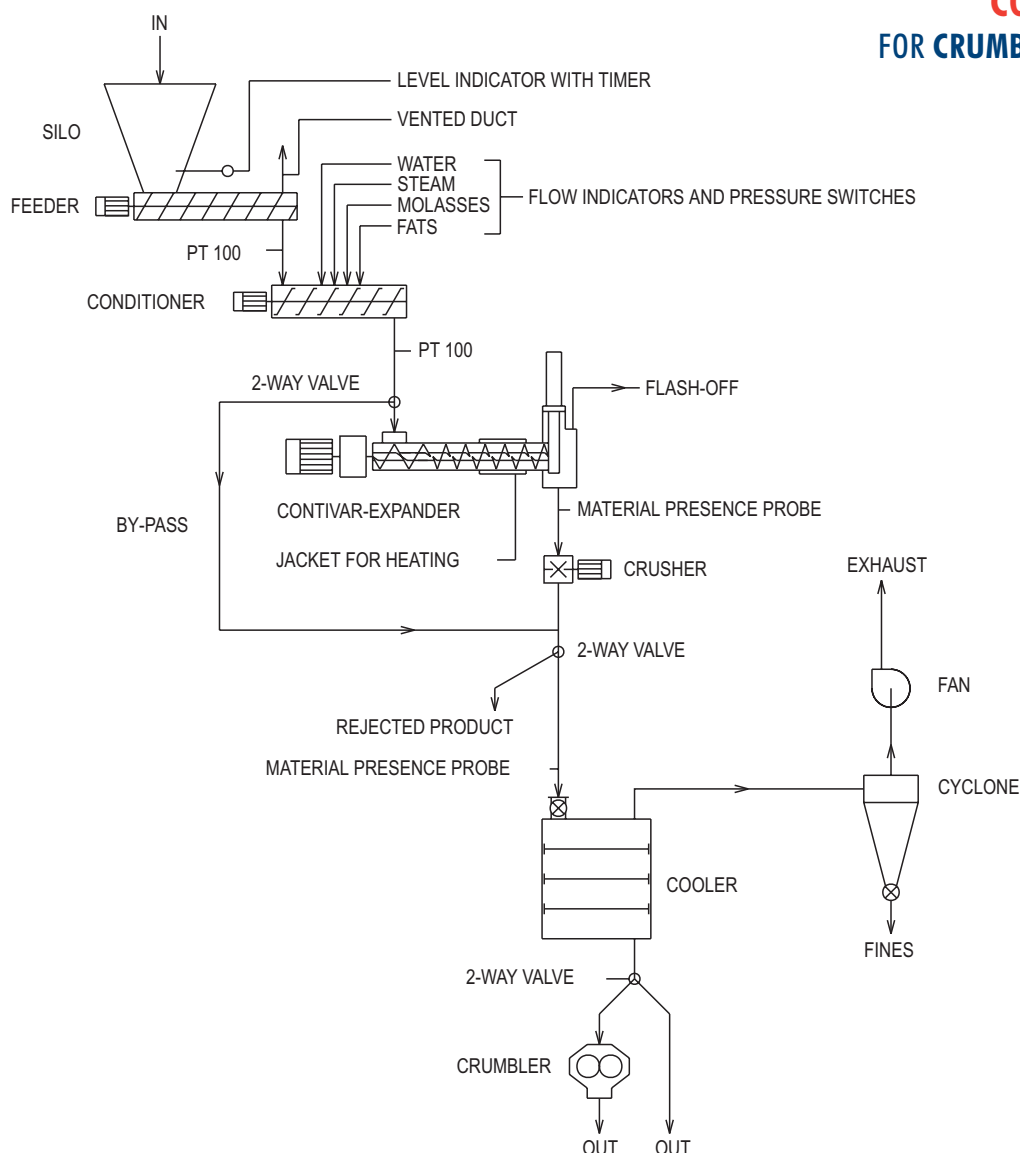 CO
FOR CRUMB
IN
LEVEL INDICATOR WITH TIMER
VENTED DUCT
SILO
WATER
STEAM
MOLASSES
FATS
FLOW INDICATORS AND PRESSURE SWITCHES
FEEDER
PT 100
CONDITIONER
PT 100
2-WAY VALVE
FLASH-OFF
CONTIVAR-EXPANDER
MATERIAL PRESENCE PROBE
BY-PASS
JACKET FOR HEATING
CRUSHER
EXHAUST
2-WAY VALVE
FAN
REJECTED PRODUCT
MATERIAL PRESENCE PROBE
CYCLONE
COOLER
FINES
2-WAY VALVE
CRUMBLER
OUT
OUT